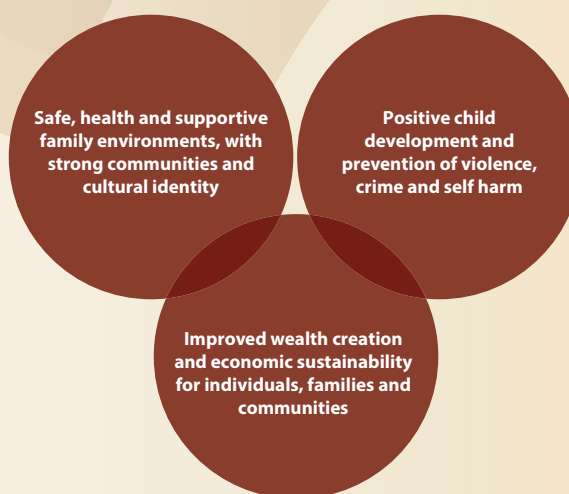 Safe, health and supportive
family environments, with
strong communities and
cultural identity
Positive child
development and
prevention of violence,
crime and self harm
Improved wealth creation
and economic sustainability
for individuals, families and
communities